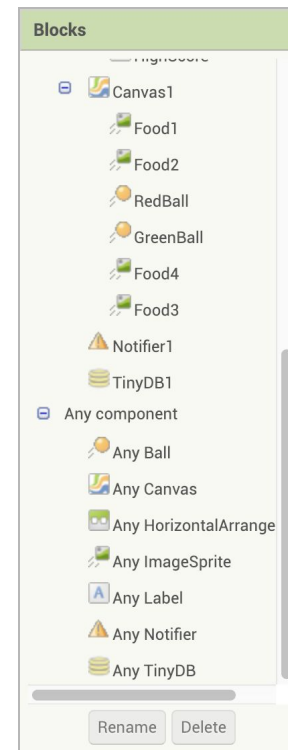 Blocks
HighScore
Canvas1
Food1
Food2
RedBall
GreenBall
Food4
Food3
Notifier1
TinyDB1
Any component
Any Ball
Any Canvas
Any HorizontalArrange
Any ImageSprite
A Any Label
Any Notifier
Any TinyDB
Rename Delete